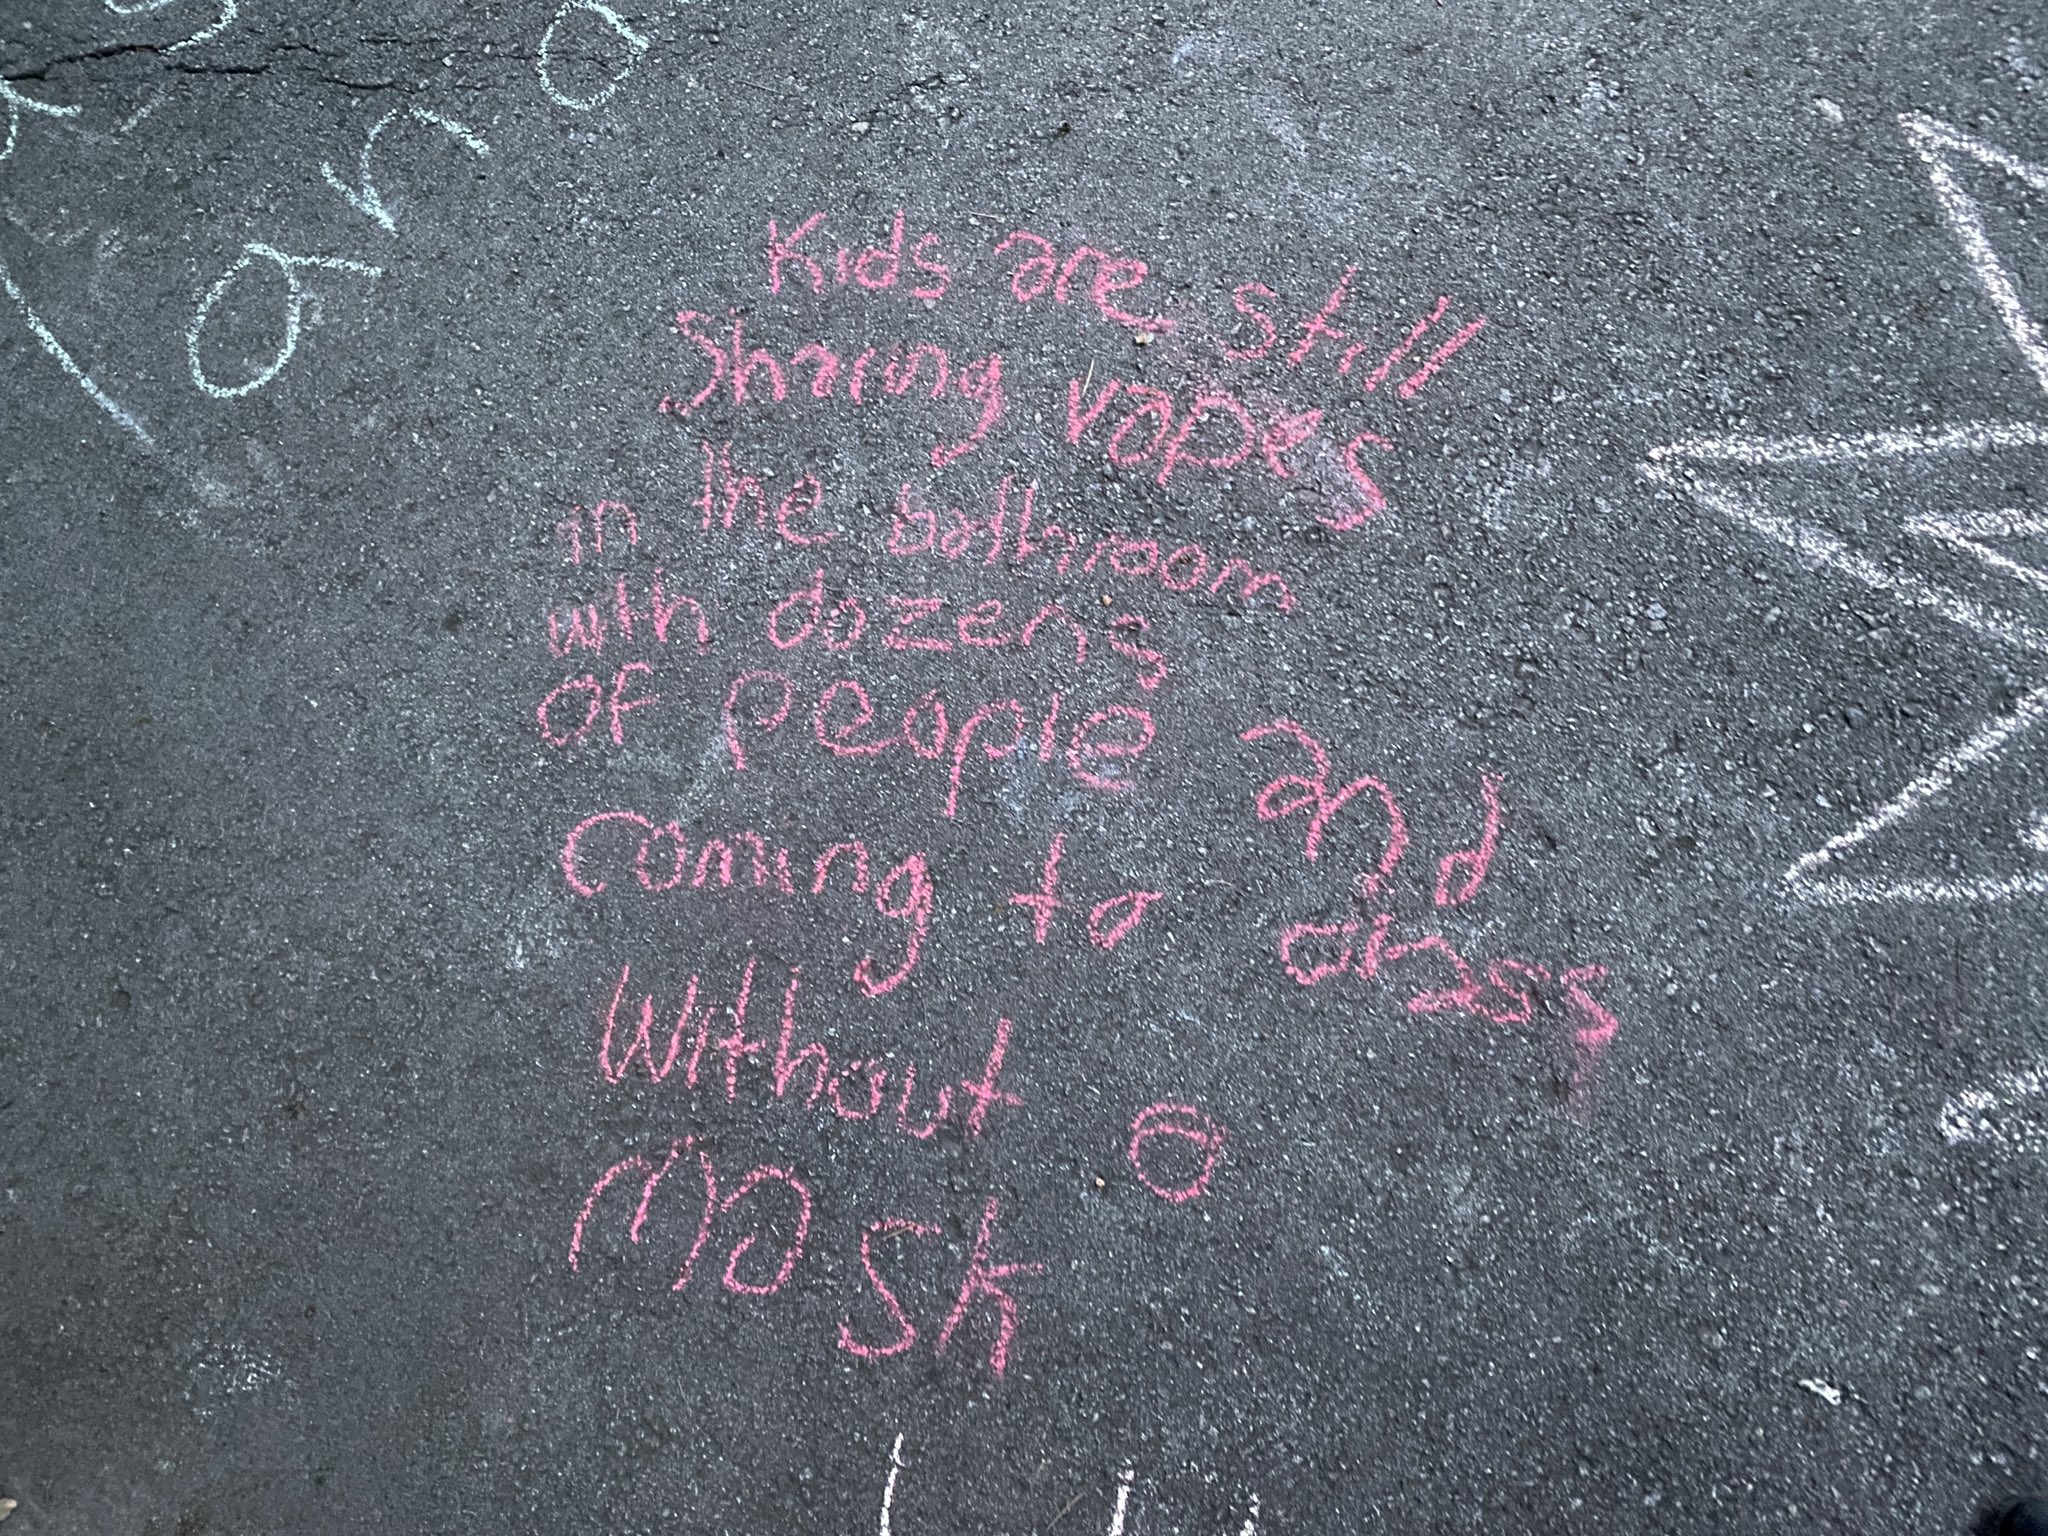 Kids are still
Sharing vapes
in the bathroom
with dozens
of people and
coming to class
without a
Mask